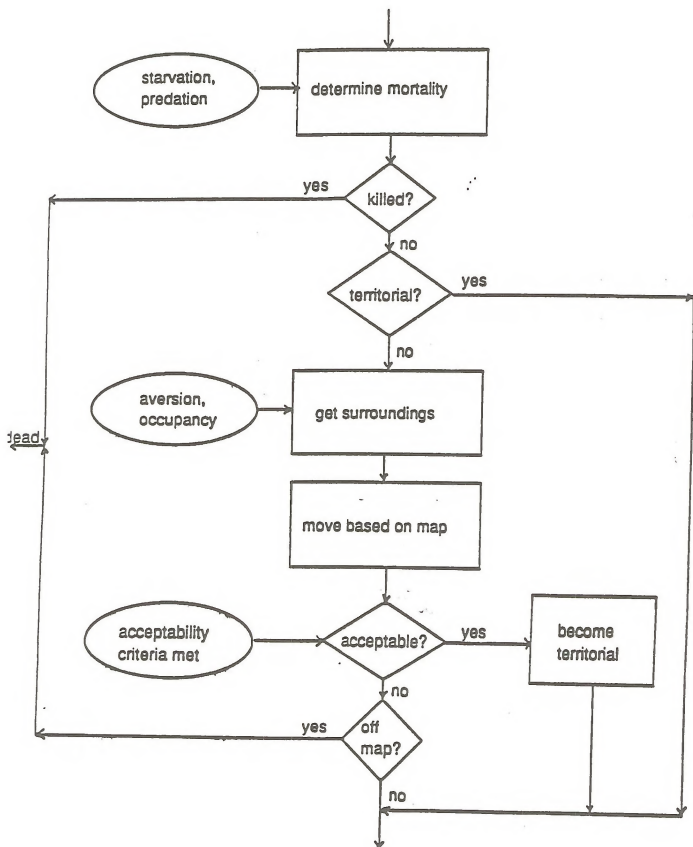 starvation,
predation
determine mortality
yes
killed?
no
territorial?
yes
no
aversion,
occupancy
get surroundings
dead
move based on map
acceptability
criteria met
acceptable?
yes
become
territorial
no
yes
off
map?
no